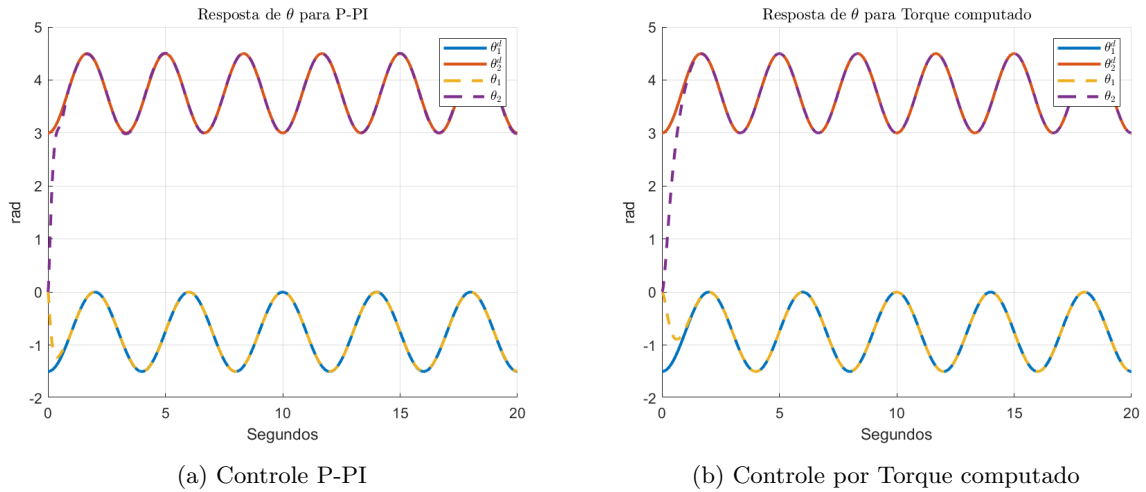 Resposta de θ para P-PI
5
4
3
2
1
0
-1
-2
rad
0
5
10
15
20
Segundos
θ₁ᵈ
θ₂ᵈ
θ₁
θ₂
(a) Controle P-PI
Resposta de θ para Torque computado
5
4
3
2
1
0
-1
-2
rad
0
5
10
15
20
Segundos
θ₁ᵈ
θ₂ᵈ
θ₁
θ₂
(b) Controle por Torque computado